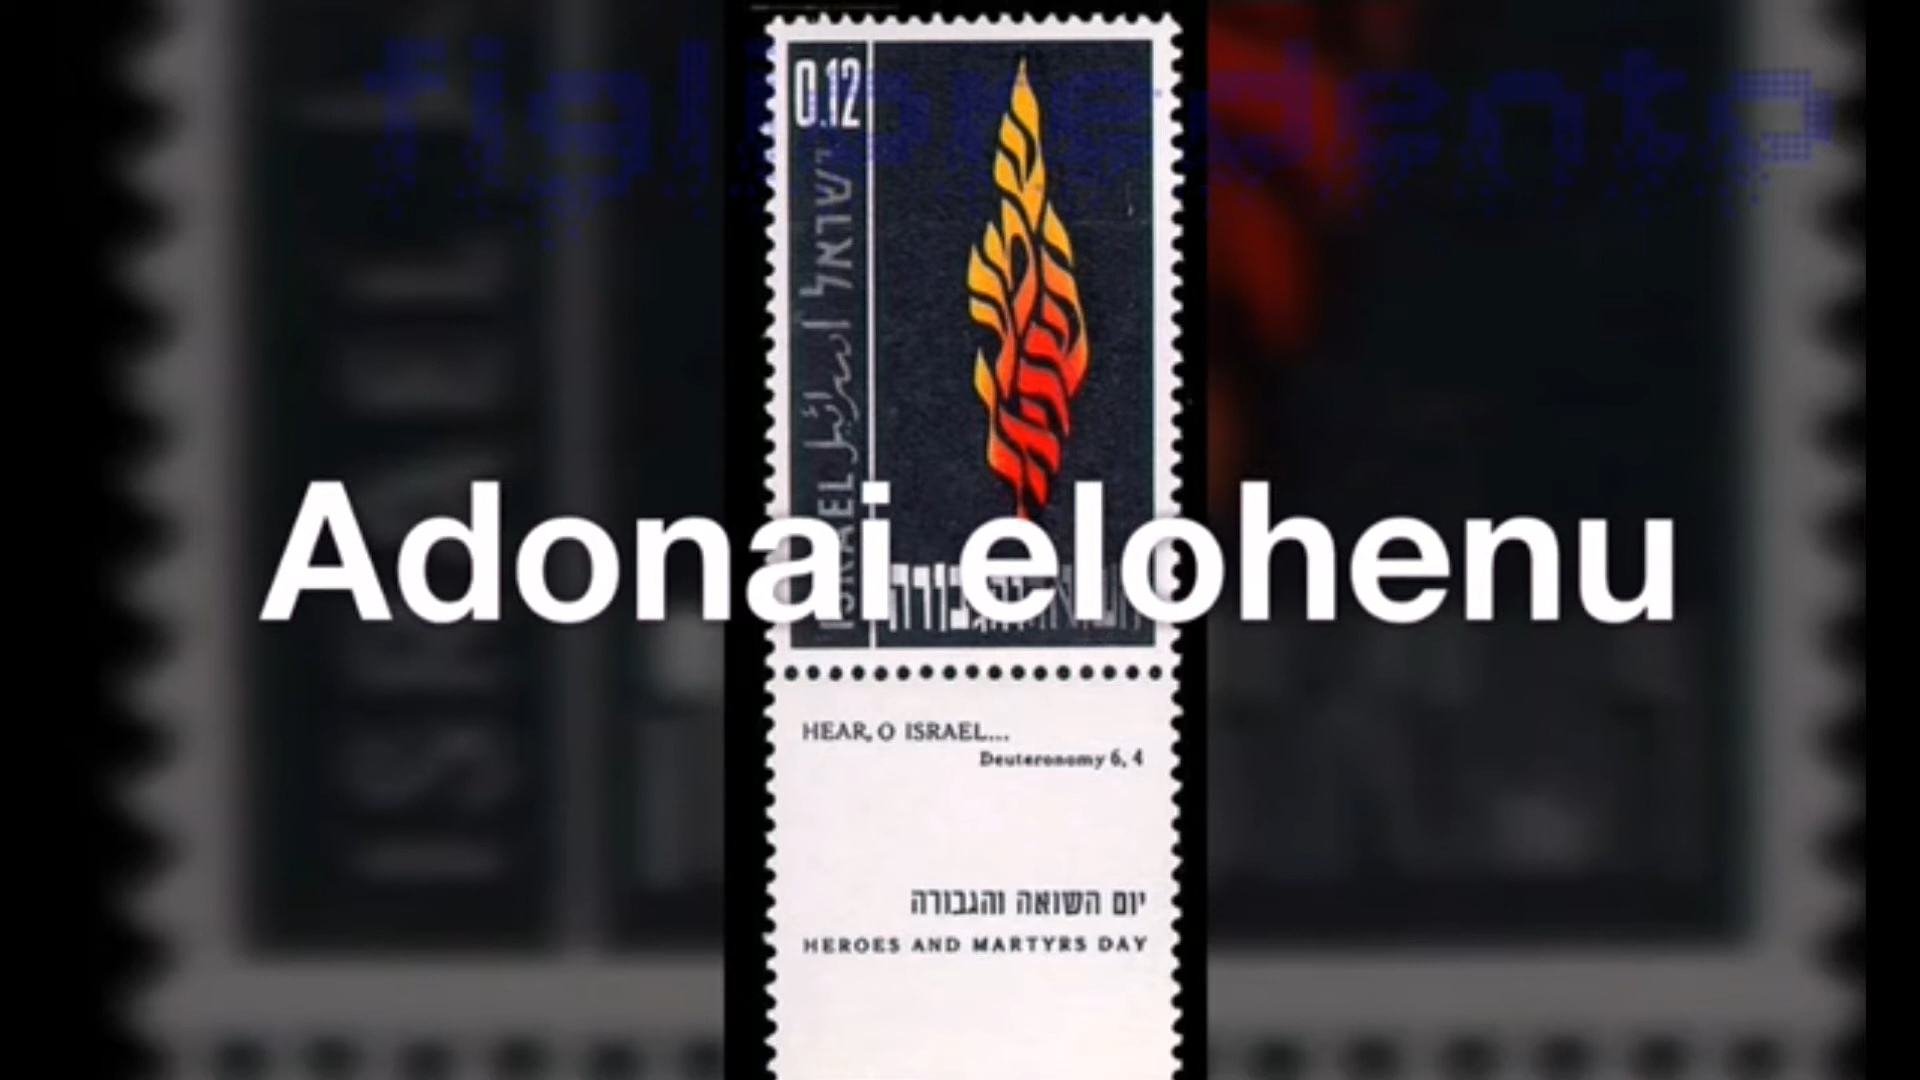 0.12
ישראל
اسرائيل
ISRAEL
Adonai elohenu
HEAR, O ISRAEL...
Deuteronomy 6, 4
יום השואה והגבורה
HEROES AND MARTYRS DAY